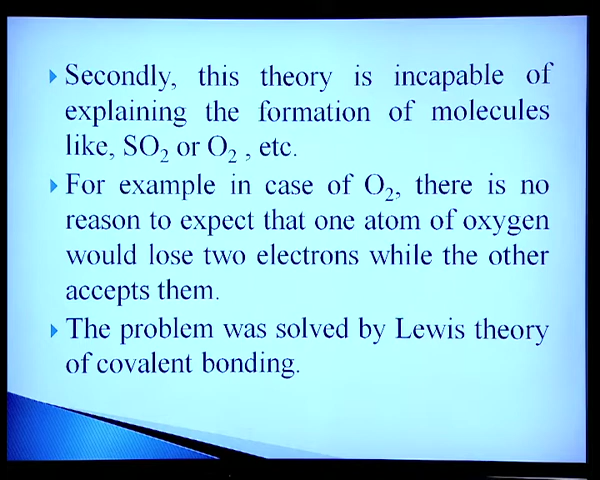 Secondly, this theory is incapable of
explaining the formation of molecules
like, SO₂ or O₂ , etc.
For example in case of O₂, there is no
reason to expect that one atom of oxygen
would lose two electrons while the other
accepts them.
The problem was solved by Lewis theory
of covalent bonding.